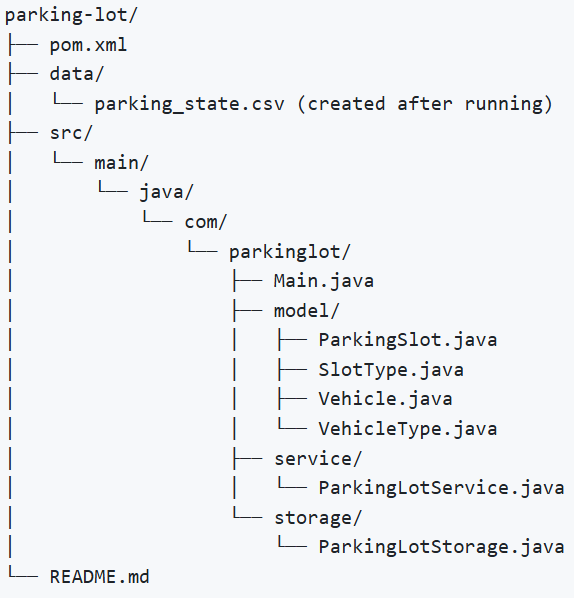 parking-lot/
├── pom.xml
├── data/
│   └── parking_state.csv (created after running)
├── src/
│   └── main/
│       └── java/
│           └── com/
│               └── parkinglot/
│                   ├── Main.java
│                   ├── model/
│                   │   ├── ParkingSlot.java
│                   │   ├── SlotType.java
│                   │   ├── Vehicle.java
│                   │   └── VehicleType.java
│                   ├── service/
│                   │   └── ParkingLotService.java
│                   └── storage/
│                       └── ParkingLotStorage.java
└── README.md